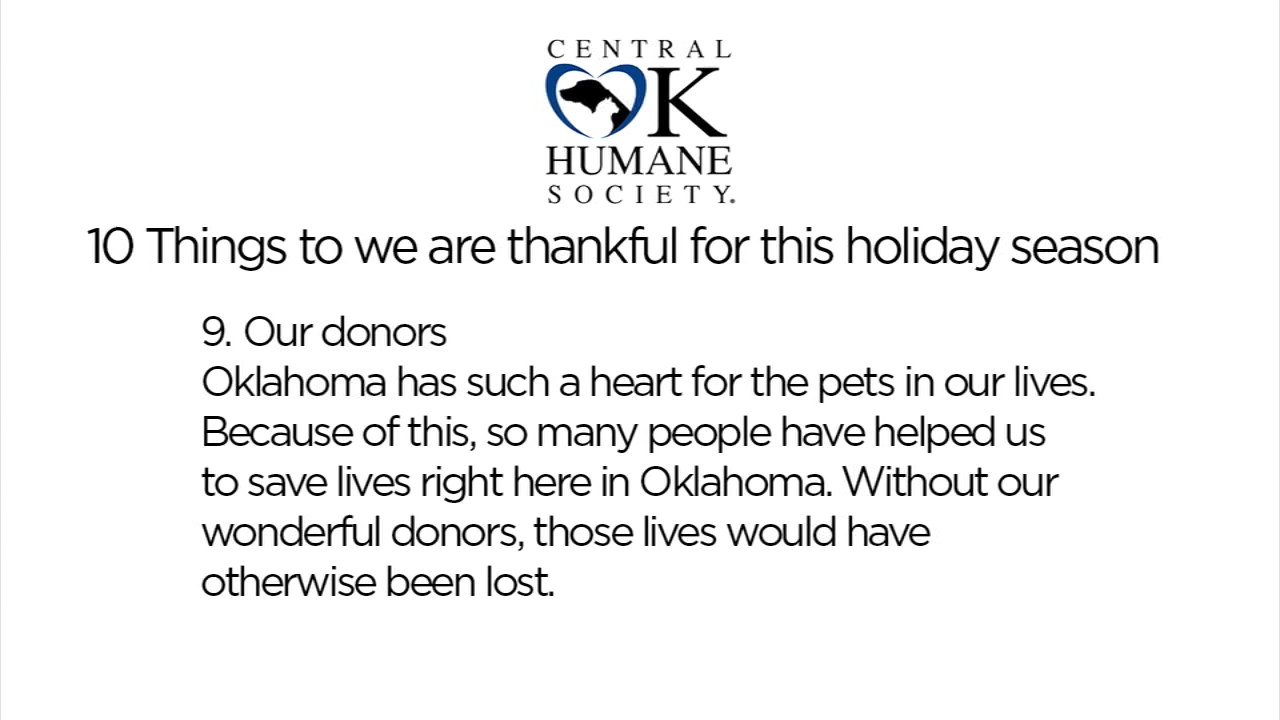 CENTRAL
OK
HUMANE
SOCIETY.
10 Things to we are thankful for this holiday season
9. Our donors
Oklahoma has such a heart for the pets in our lives.
Because of this, so many people have helped us
to save lives right here in Oklahoma. Without our
wonderful donors, those lives would have
otherwise been lost.